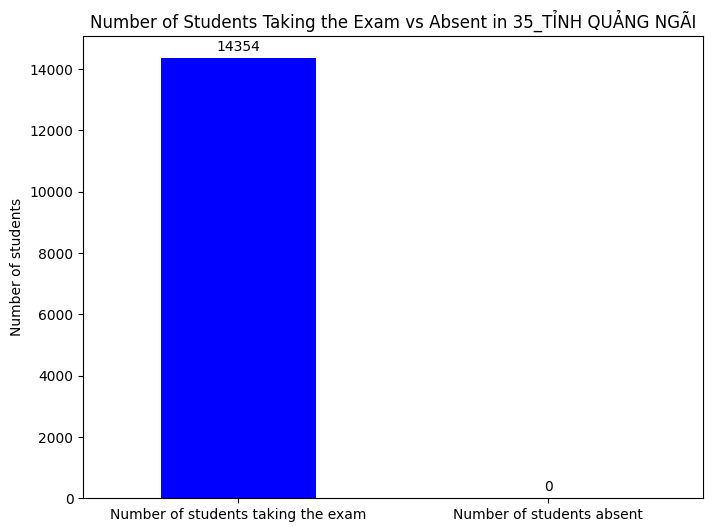 Number of Students Taking the Exam vs Absent in 35_TỈNH QUẢNG NGÃI
14354
14000
12000
10000
8000
6000
4000
2000
0
Number of students
0
Number of students taking the exam
Number of students absent